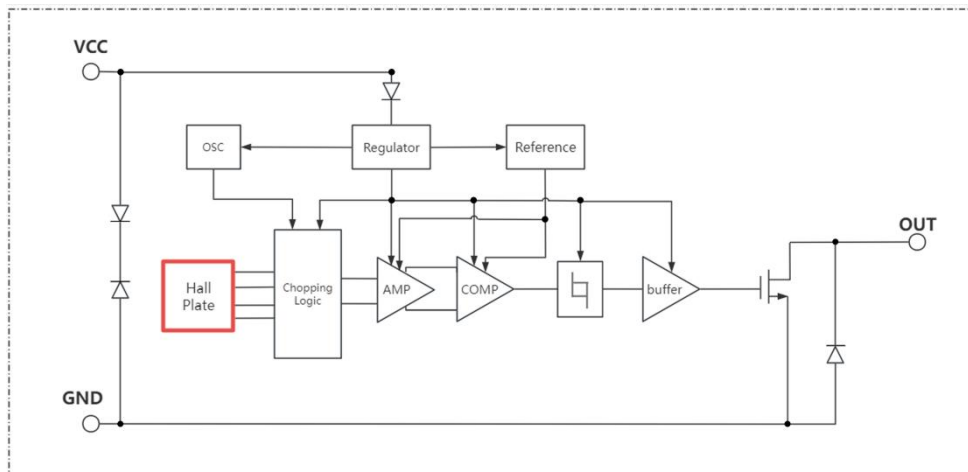 VCC
OSC
Regulator
Reference
OUT
Hall
Plate
Chopping
Logic
AMP
COMP
buffer
GND